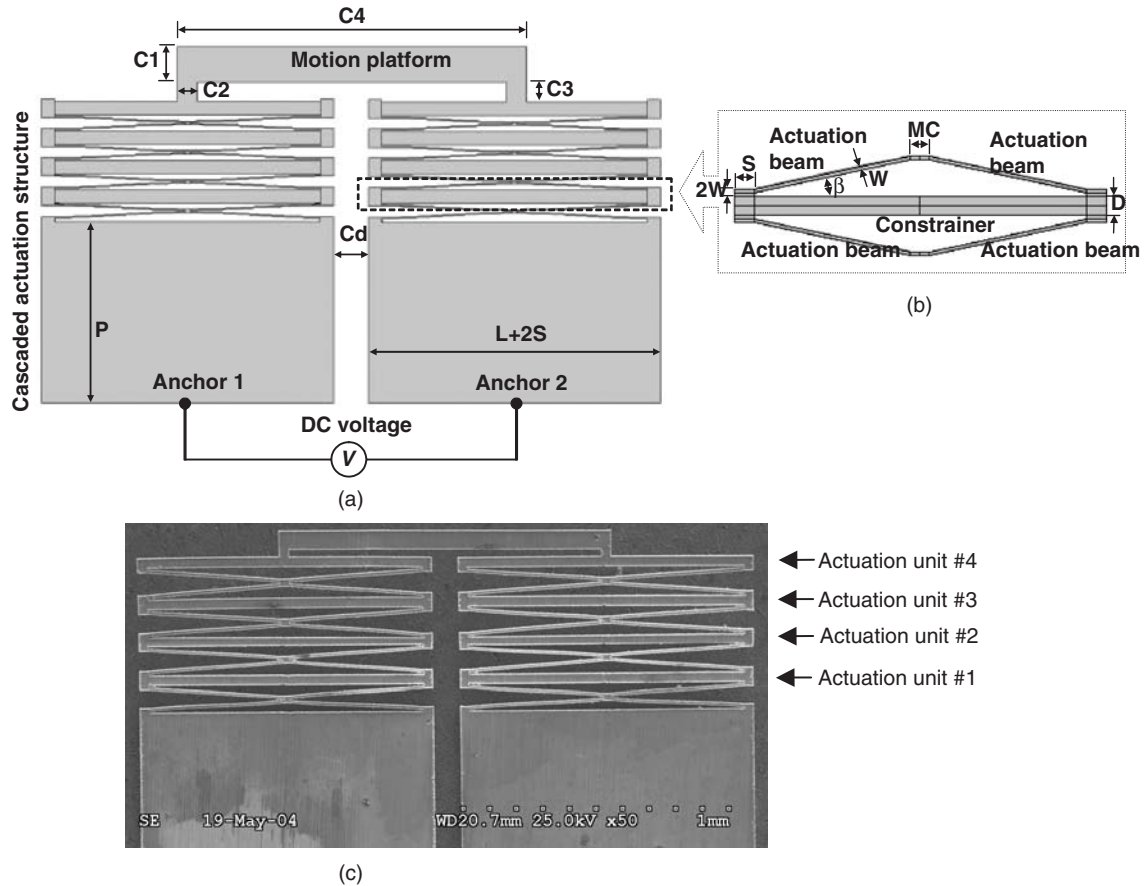 (a)
C4
C1
Motion platform
C2
C3
Cascaded actuation structure
Cd
P
L+2S
Anchor 1
Anchor 2
DC voltage
V
(a)
Actuation beam
MC
Actuation beam
S
W
2W
β
D
Constrainer
Actuation beam
Actuation beam
(b)
Actuation unit #4
Actuation unit #3
Actuation unit #2
Actuation unit #1
SE 19-May-04 WD20.7mm 25.0kV x50 1mm
(c)